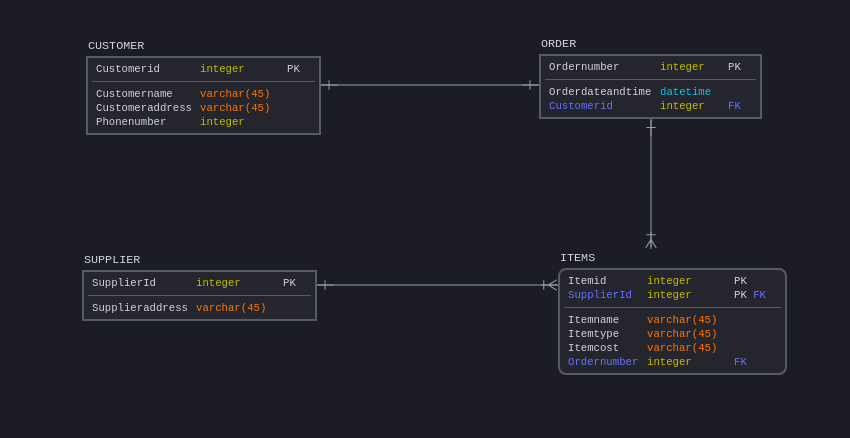 CUSTOMER
Customerid integer PK
Customername varchar(45)
Customeraddress varchar(45)
Phonenumber integer
ORDER
Ordernumber integer PK
Orderdateandtime datetime
Customerid integer FK
SUPPLIER
SupplierId integer PK
Supplieraddress varchar(45)
ITEMS
Itemid integer PK
SupplierId integer PK FK
Itemname varchar(45)
Itemtype varchar(45)
Itemcost varchar(45)
Ordernumber integer FK